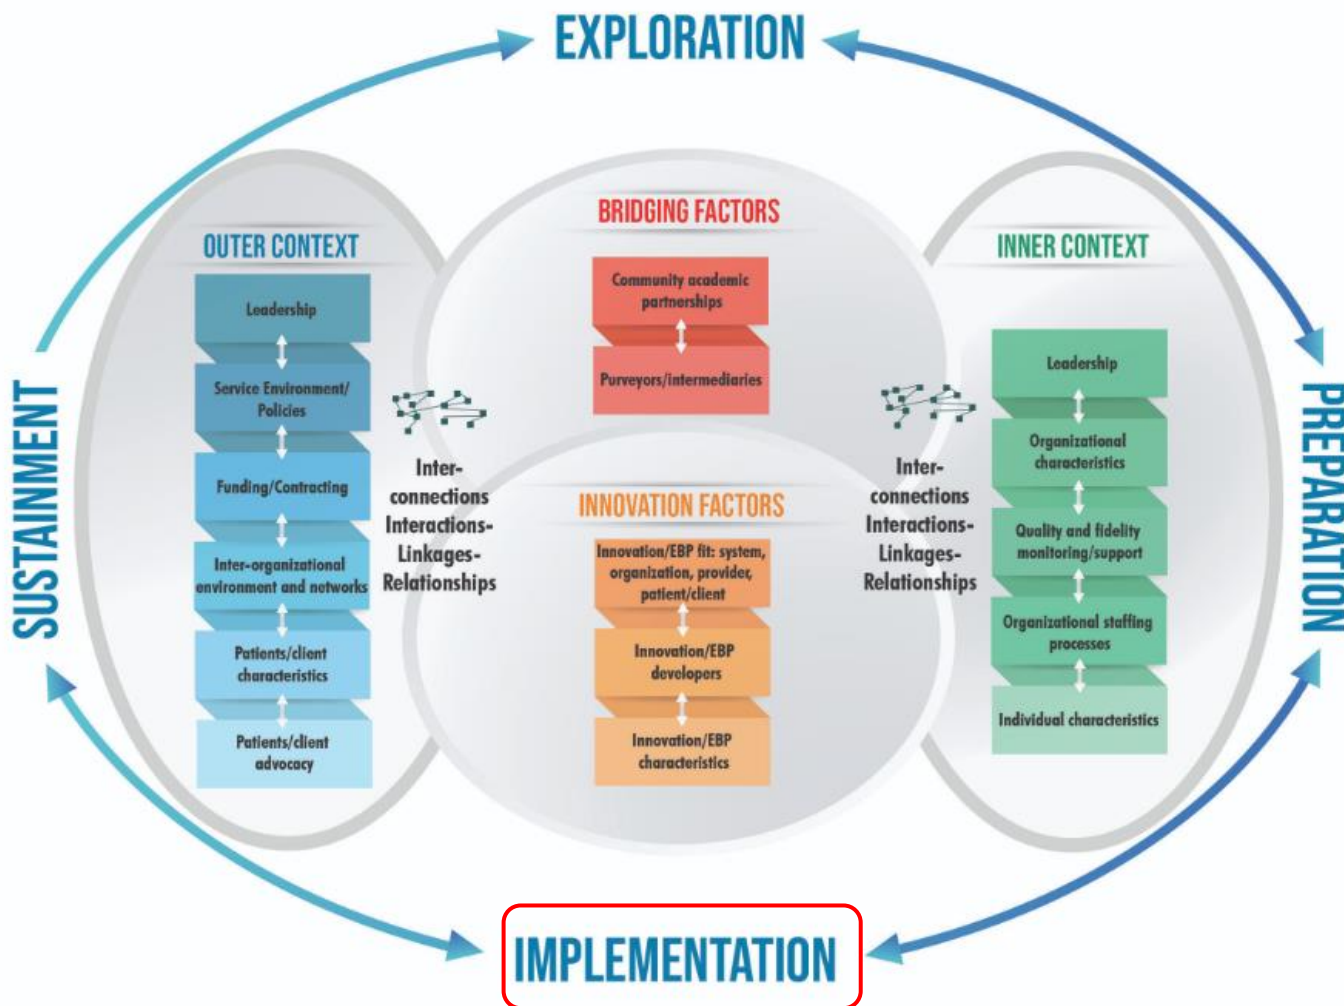 EXPLORATION
SUSTAINMENT
OUTER CONTEXT
Leadership
Service Environment/
Policies
Funding/Contracting
Inter-organizational
environment and networks
Patients/client
characteristics
Patients/client
advocacy
Inter-
connections
Interactions-
Linkages-
Relationships
BRIDGING FACTORS
Community academic
partnerships
Purveyors/intermediaries
INNOVATION FACTORS
Innovation/EBP fit: system,
organization, provider,
patient/client
Innovation/EBP
developers
Innovation/EBP
characteristics
Inter-
connections
Interactions-
Linkages-
Relationships
INNER CONTEXT
Leadership
Organizational
characteristics
Quality and fidelity
monitoring/support
Organizational staffing
processes
Individual characteristics
PREPARATION
IMPLEMENTATION